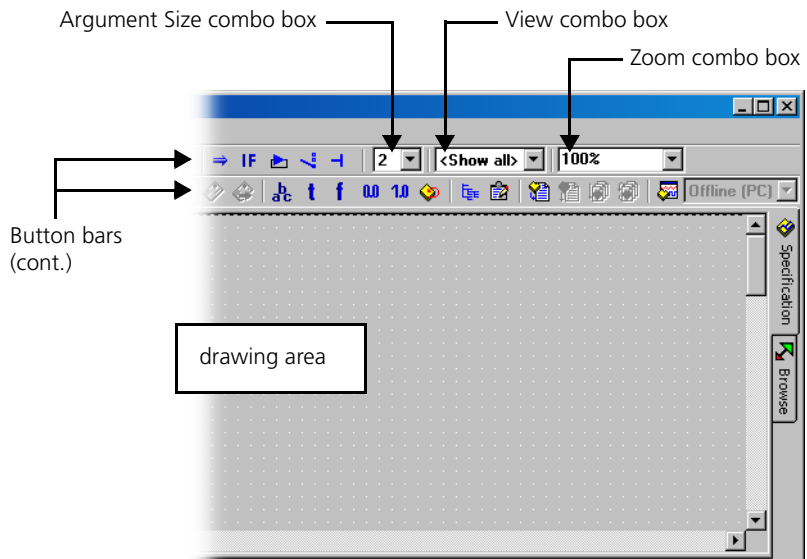 Argument Size combo box
View combo box
Zoom combo box
IF
2
<Show all>
100%
a b c t f 0.0 1.0
Offline (PC)
Button bars
(cont.)
Specification
drawing area
Browse